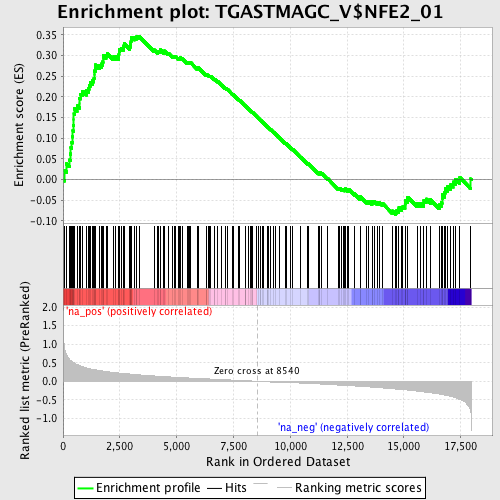 Enrichment plot: TGASTMAGC_V$NFE2_01
Enrichment score (ES)
0.35
0.30
0.25
0.20
0.15
0.10
0.05
0.00
-0.05
-0.10
Ranked list metric (PreRanked)
2.0
1.5
1.0
0.5
0.0
-0.5
-1.0
'na_pos' (positively correlated)
Zero cross at 8540
'na_neg' (negatively correlated)
0 2,500 5,000 7,500 10,000 12,500 15,000 17,500
Rank in Ordered Dataset
Enrichment profile Hits Ranking metric scores